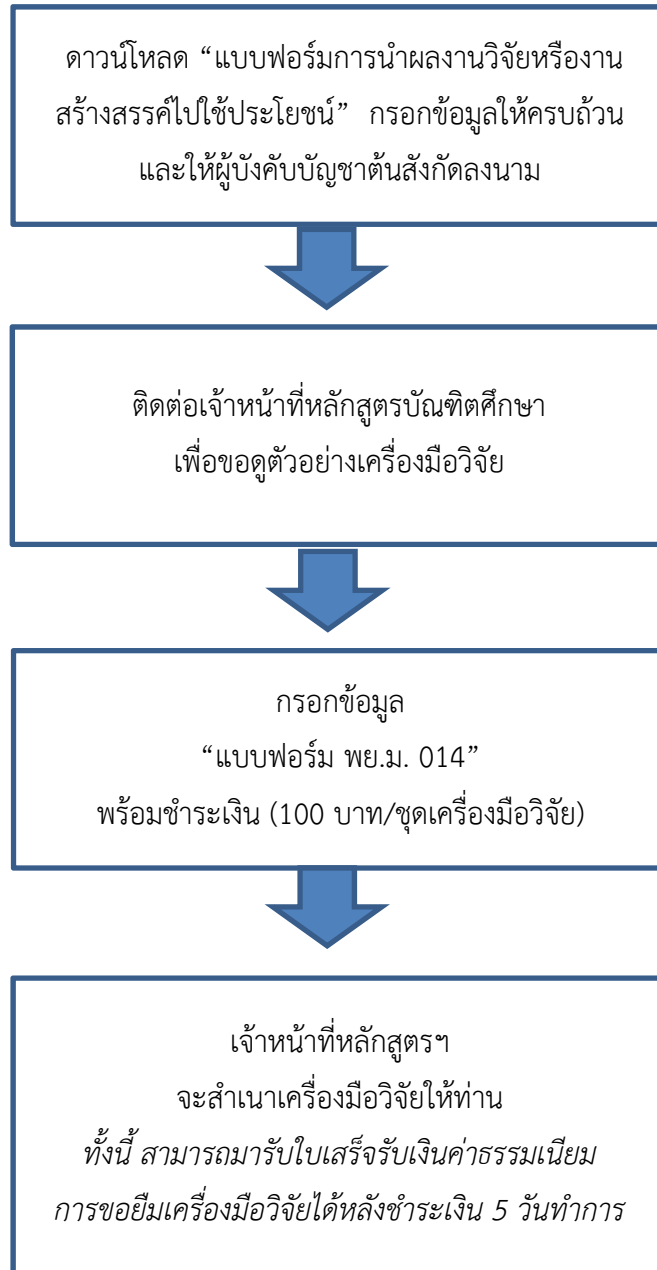 ดาวน์โหลด “แบบฟอร์มการนำผลงานวิจัยหรืองาน
สร้างสรรค์ไปใช้ประโยชน์” กรอกข้อมูลให้ครบถ้วน
และให้ผู้บังคับบัญชาต้นสังกัดลงนาม
ติดต่อเจ้าหน้าที่หลักสูตรบัณฑิตศึกษา
เพื่อขอดูตัวอย่างเครื่องมือวิจัย
กรอกข้อมูล
“แบบฟอร์ม พย.ม. 014”
พร้อมชำระเงิน (100 บาท/ชุดเครื่องมือวิจัย)
เจ้าหน้าที่หลักสูตรฯ
จะสำเนาเครื่องมือวิจัยให้ท่าน
ทั้งนี้ สามารถมารับใบเสร็จรับเงินค่าธรรมเนียม
การขอยืมเครื่องมือวิจัยได้หลังชำระเงิน 5 วันทำการ